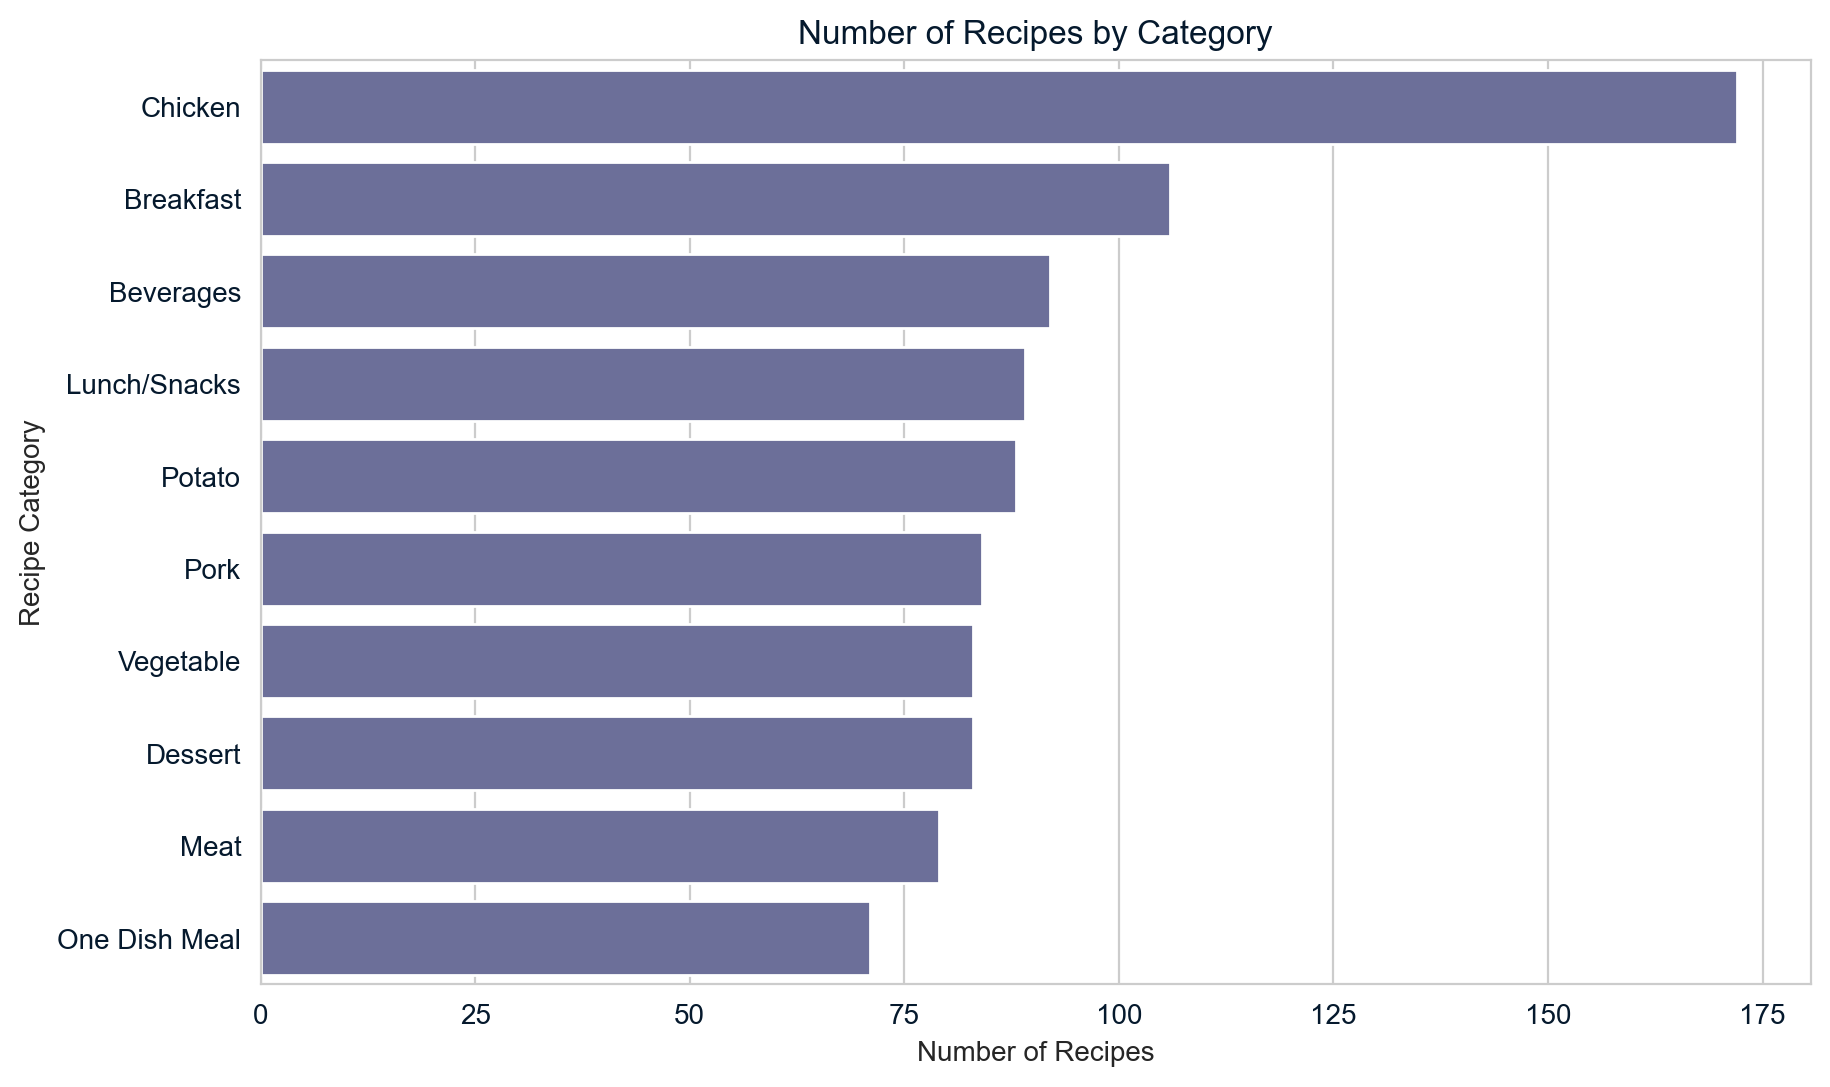 Number of Recipes by Category
Chicken
Breakfast
Beverages
Lunch/Snacks
Potato
Pork
Vegetable
Dessert
Meat
One Dish Meal
Recipe Category
0 25 50 75 100 125 150 175
Number of Recipes